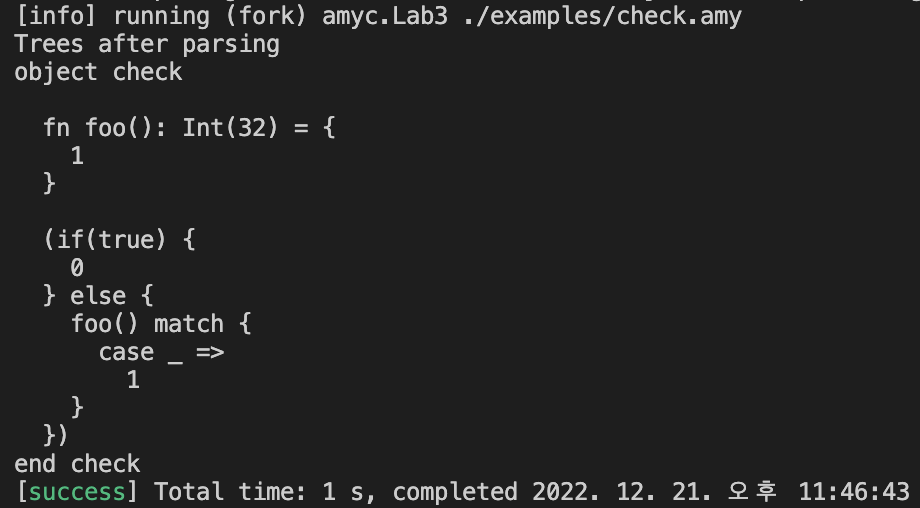 [info] running (fork) amyc.Lab3 ./examples/check.amy
Trees after parsing
object check
  fn foo(): Int(32) = {
    1
  }
  (if(true) {
    0
  } else {
    foo() match {
      case _ =>
        1
    }
  })
end check
[success] Total time: 1 s, completed 2022. 12. 21. 오후 11:46:43